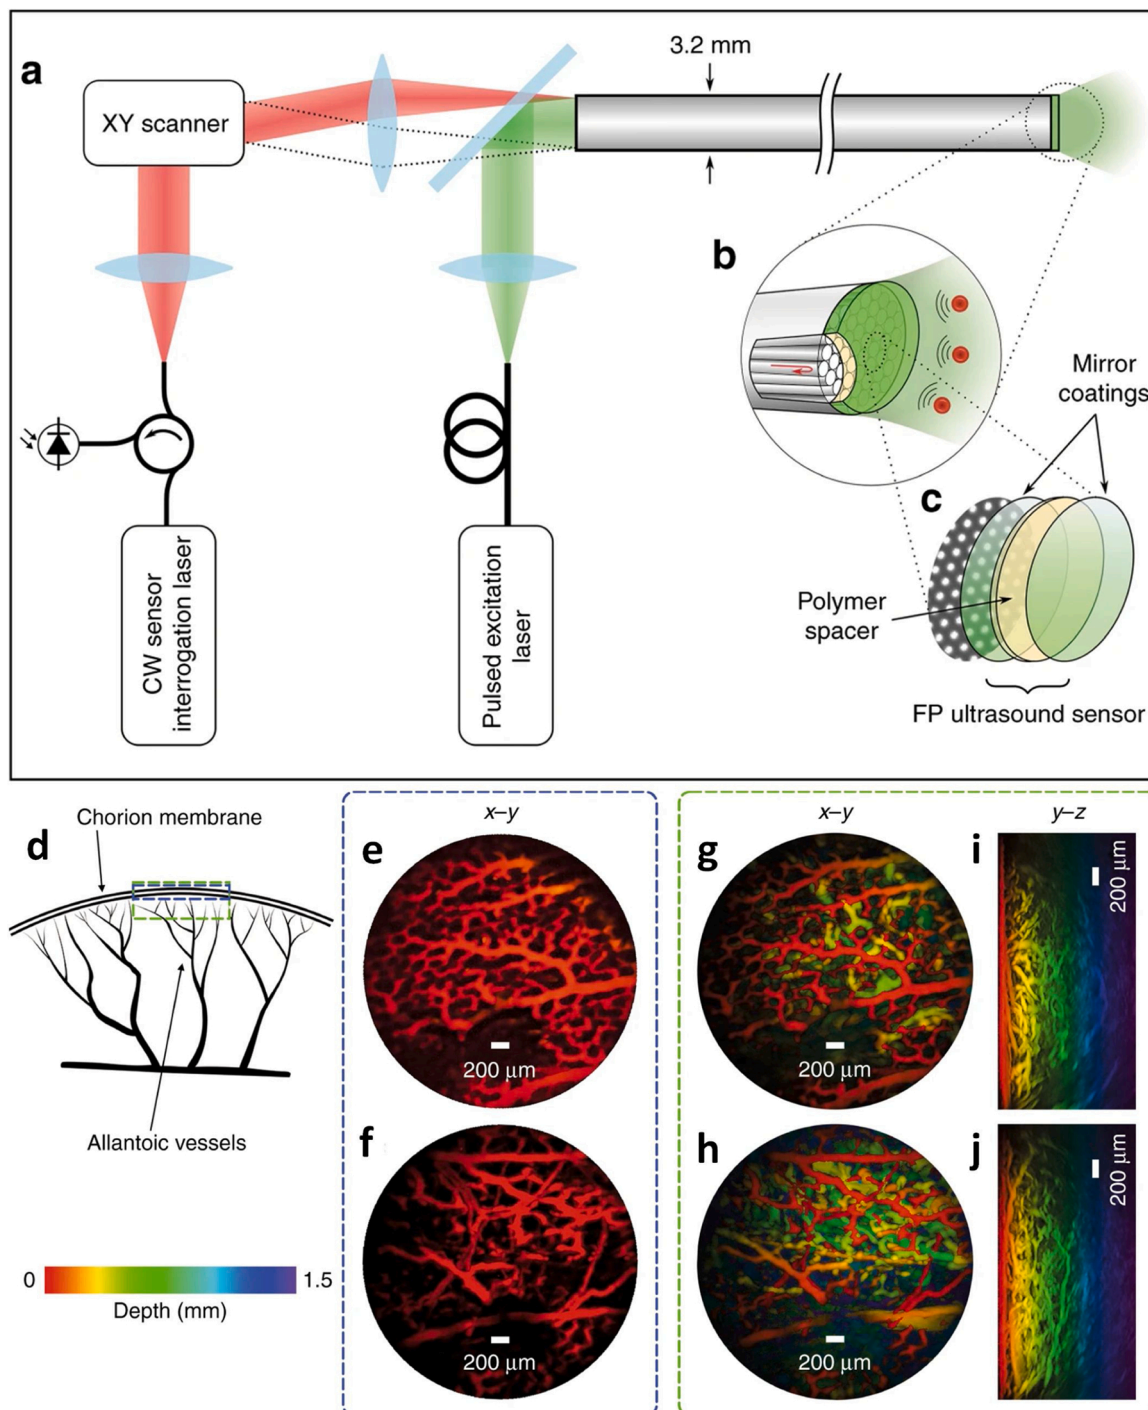 a
3.2 mm
XY scanner
b
Mirror
coatings
c
CW sensor
interrogation laser
Pulsed excitation
laser
Polymer
spacer
FP ultrasound sensor
d
Chorion membrane
Allantoic vessels
0
1.5
Depth (mm)
x–y
e
200 µm
f
200 µm
x–y
y–z
g
200 µm
i
200 µm
h
200 µm
j
200 µm